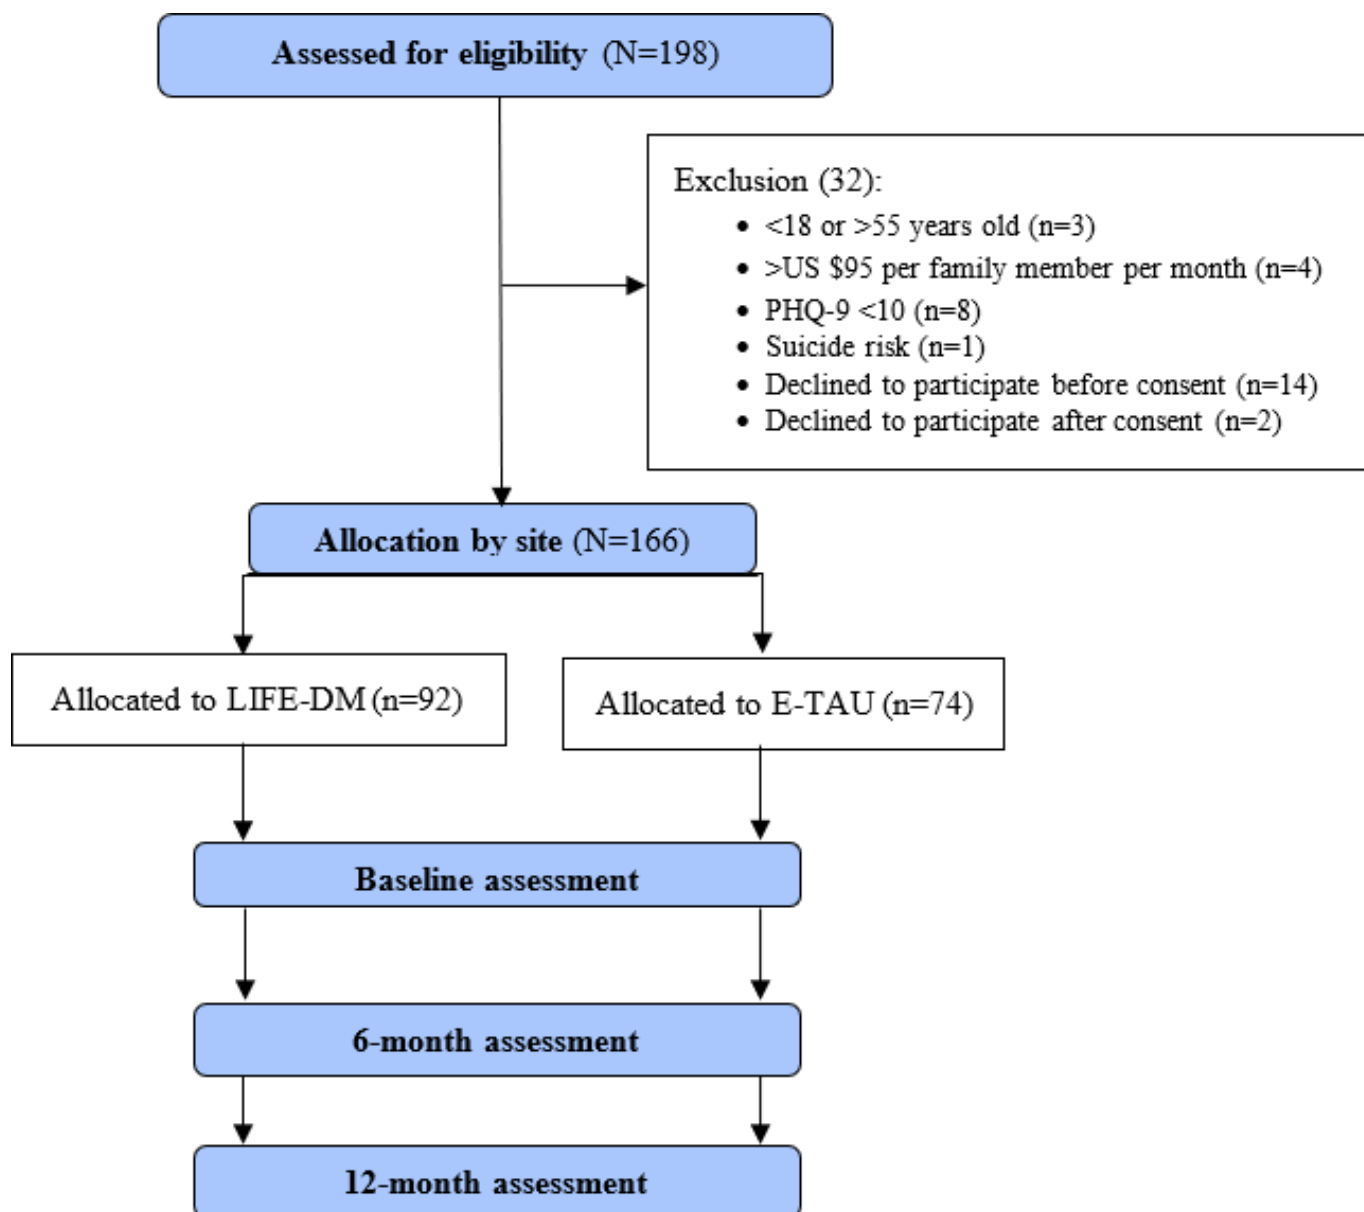 Assessed for eligibility (N=198)
Exclusion (32):
• <18 or >55 years old (n=3)
• >US $95 per family member per month (n=4)
• PHQ-9 <10 (n=8)
• Suicide risk (n=1)
• Declined to participate before consent (n=14)
• Declined to participate after consent (n=2)
Allocation by site (N=166)
Allocated to LIFE-DM (n=92)
Allocated to E-TAU (n=74)
Baseline assessment
6-month assessment
12-month assessment